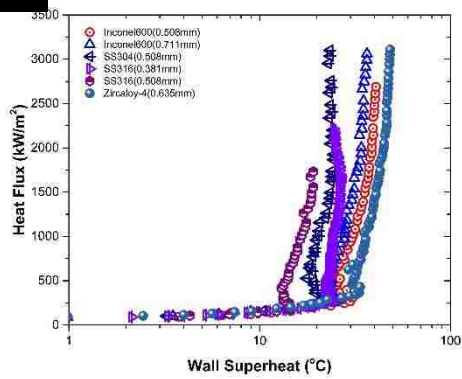 3500
3000
2500
2000
1500
1000
500
0
Heat Flux (kW/m²)
Inconel600(0.508mm)
Inconel600(0.711mm)
SS304(0.508mm)
SS316(0.381mm)
SS316(0.508mm)
Zircaloy-4(0.635mm)
1
10
100
Wall Superheat (°C)